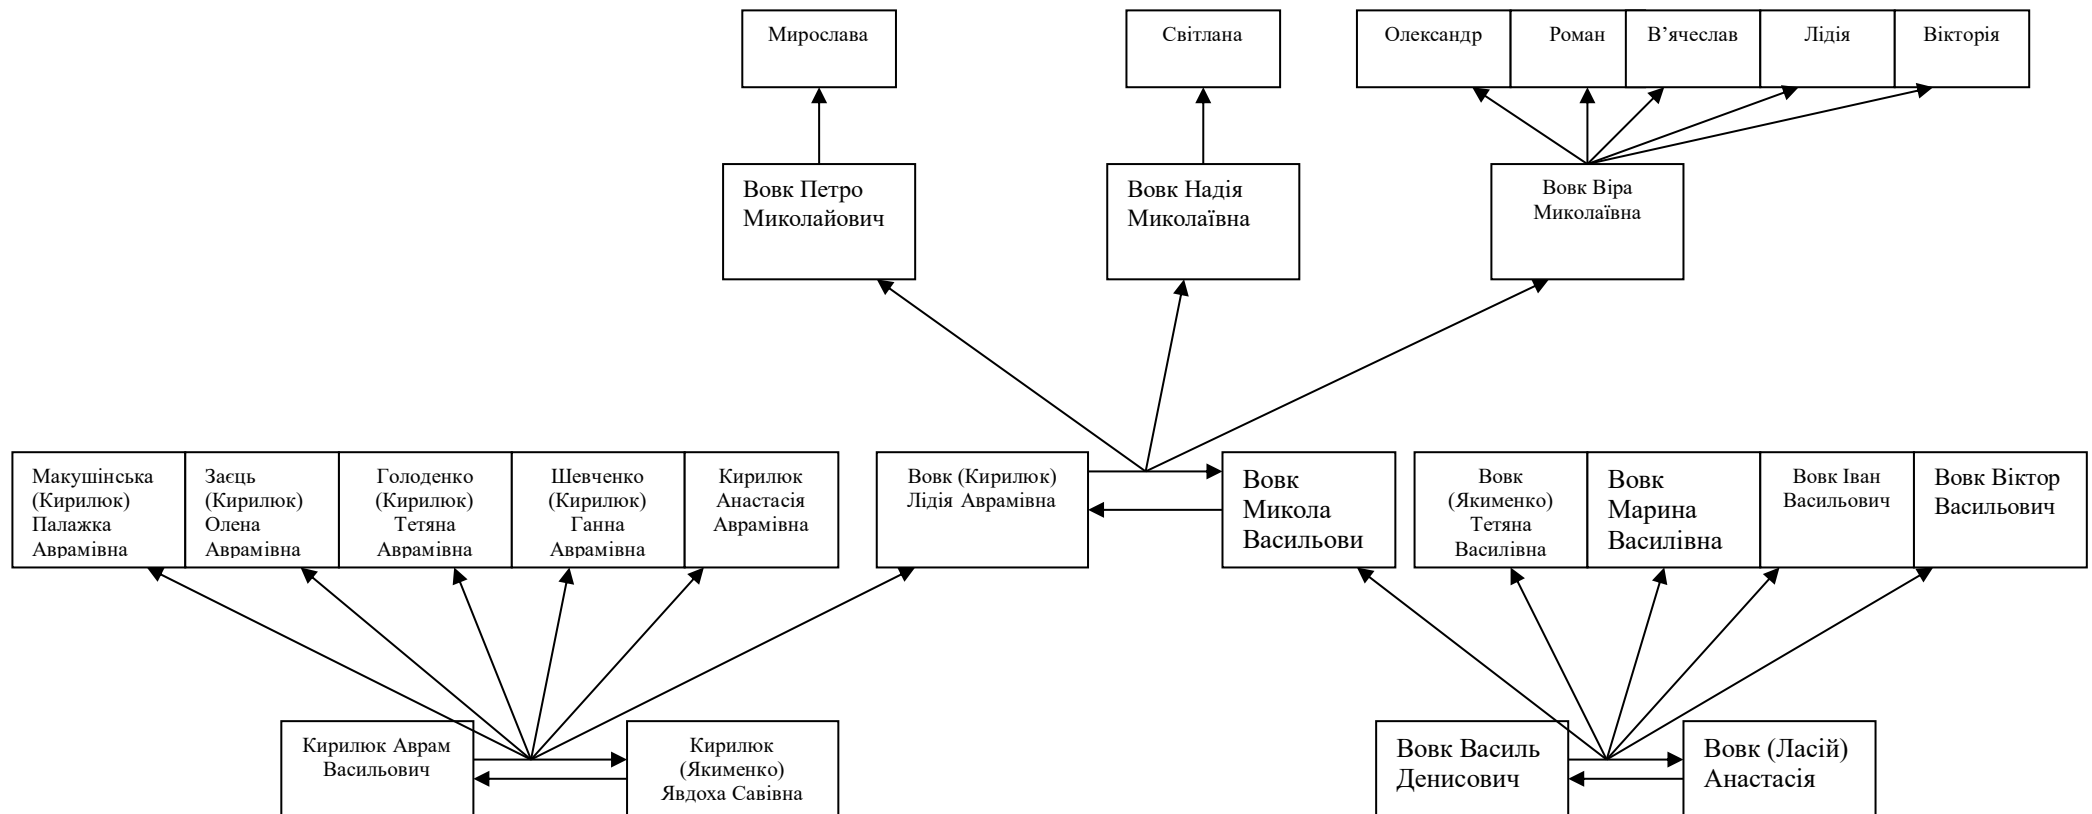 Мирослава
Світлана
Олександр
Роман
В’ячеслав
Лідія
Вікторія
Вовк Петро
Миколайович
Вовк Надія
Миколаївна
Вовк Віра
Миколаївна
Макушінська
(Кирилюк)
Палажка
Аврамівна
Заєць
(Кирилюк)
Олена
Аврамівна
Голоденко
(Кирилюк)
Тетяна
Аврамівна
Шевченко
(Кирилюк)
Ганна
Аврамівна
Кирилюк
Анастасія
Аврамівна
Вовк (Кирилюк)
Лідія Аврамівна
Вовк
Микола
Васильови
Вовк
(Якименко)
Тетяна
Василівна
Вовк
Марина
Василівна
Вовк Іван
Васильович
Вовк Віктор
Васильович
Кирилюк Аврам
Васильович
Кирилюк
(Якименко)
Явдоха Савівна
Вовк Василь
Денисович
Вовк (Ласій)
Анастасія